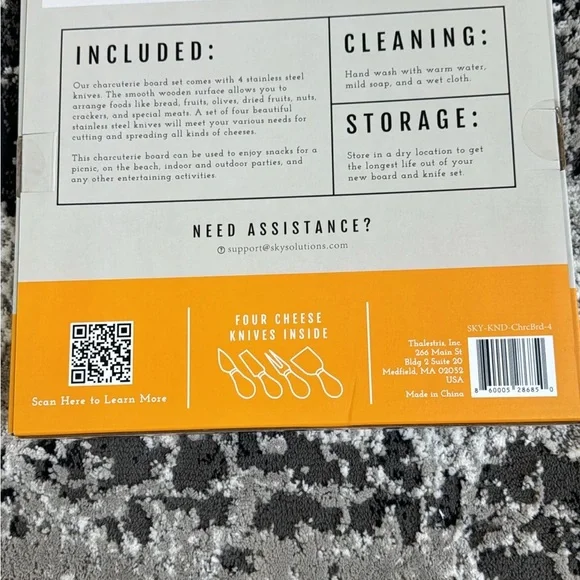 INCLUDED:
Our charcuterie board set comes with 4 stainless steel
knives. The smooth wooden surface allows you to
arrange foods like bread, fruits, olives, dried fruits, nuts,
crackers, and special meats. A set of four beautiful
stainless steel knives will meet your various needs for
cutting and spreading all kinds of cheeses.
This charcuterie board can be used to enjoy snacks for a
picnic, on the beach, indoor and outdoor parties, and
any other entertaining activities.
CLEANING:
Hand wash with warm water,
mild soap, and a wet cloth.
STORAGE:
Store in a dry location to get
the longest life out of your
new board and knife set.
NEED ASSISTANCE?
support@skysolutions.com
Scan Here to Learn More
FOUR CHEESE
KNIVES INSIDE
Thalestris, Inc.
266 Main St
Bldg 2 Suite 20
Medfield, MA 02052
USA
Made in China
SKY-KND-ChrcBrd-4
8 60005 28685 0